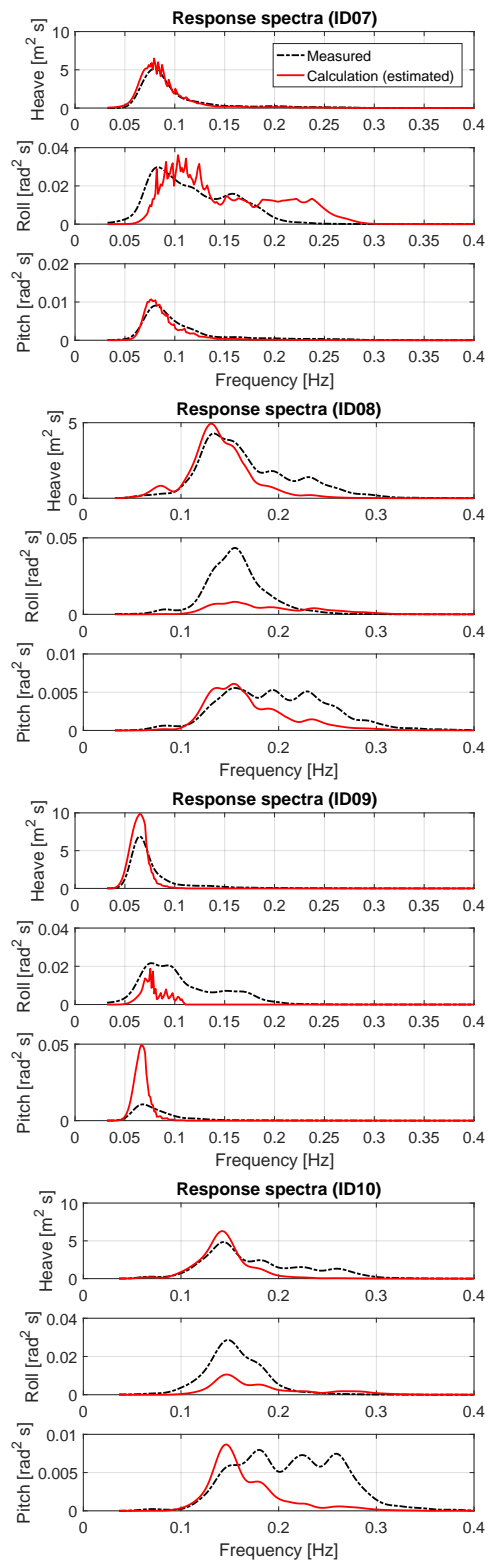 Response spectra (ID07)
Heave [m² s]
10
5
0
Measured
Calculation (estimated)
0 0.05 0.1 0.15 0.2 0.25 0.3 0.35 0.4
Roll [rad² s]
0.04
0.02
0
0 0.05 0.1 0.15 0.2 0.25 0.3 0.35 0.4
Pitch [rad² s]
0.02
0.01
0
0 0.05 0.1 0.15 0.2 0.25 0.3 0.35 0.4
Frequency [Hz]
Response spectra (ID08)
Heave [m² s]
5
0
0 0.1 0.2 0.3 0.4
Roll [rad² s]
0.05
0
0 0.1 0.2 0.3 0.4
Pitch [rad² s]
0.01
0.005
0
0 0.1 0.2 0.3 0.4
Frequency [Hz]
Response spectra (ID09)
Heave [m² s]
10
5
0
0 0.05 0.1 0.15 0.2 0.25 0.3 0.35 0.4
Roll [rad² s]
0.04
0.02
0
0 0.05 0.1 0.15 0.2 0.25 0.3 0.35 0.4
Pitch [rad² s]
0.05
0
0 0.05 0.1 0.15 0.2 0.25 0.3 0.35 0.4
Frequency [Hz]
Response spectra (ID10)
Heave [m² s]
10
5
0
0 0.1 0.2 0.3 0.4
Roll [rad² s]
0.04
0.02
0
0 0.1 0.2 0.3 0.4
Pitch [rad² s]
0.01
0.005
0
0 0.1 0.2 0.3 0.4
Frequency [Hz]